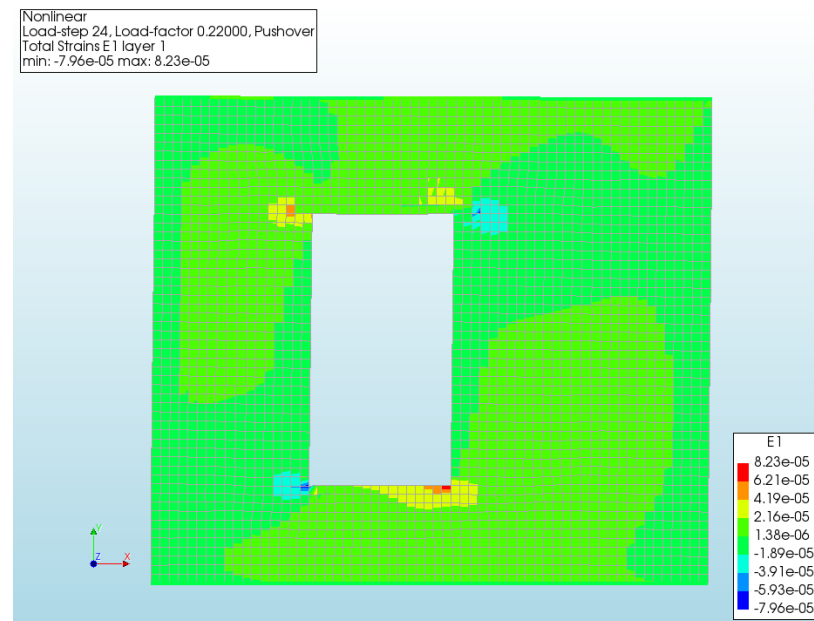 Nonlinear
Load-step 24, Load-factor 0.22000, Pushover
Total Strains E1 layer 1
min: -7.96e-05 max: 8.23e-05
E1
8.23e-05
6.21e-05
4.19e-05
2.16e-05
1.38e-06
-1.89e-05
-3.91e-05
-5.93e-05
-7.96e-05
Y
Z X